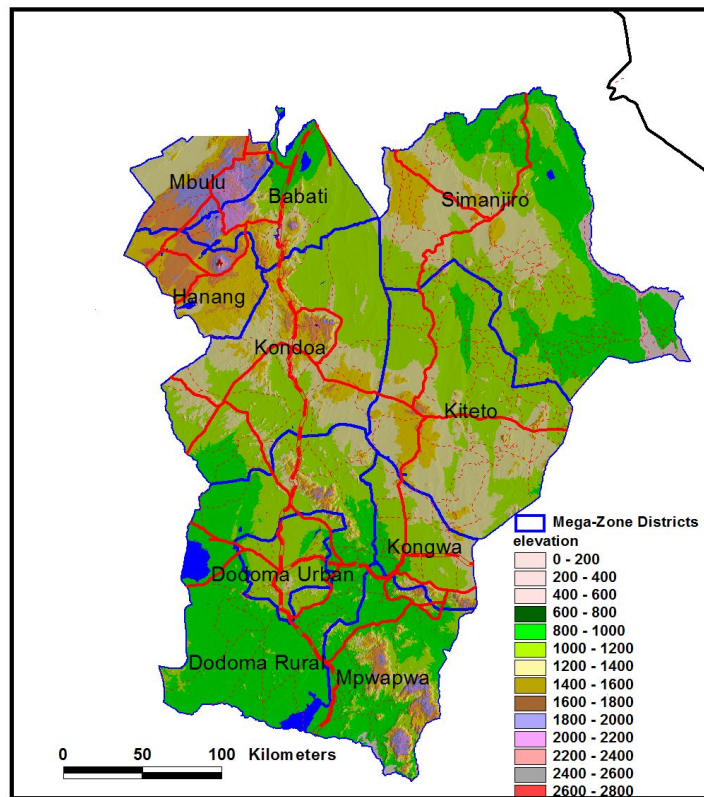 Mbulu
Babati
Simanjiro
Hanang
Kondoa
Kiteto
Kongwa
Dodoma Urban
Dodoma Rural
Mpwapwa
Mega-Zone Districts
elevation
0 - 200
200 - 400
400 - 600
600 - 800
800 - 1000
1000 - 1200
1200 - 1400
1400 - 1600
1600 - 1800
1800 - 2000
2000 - 2200
2200 - 2400
2400 - 2600
2600 - 2800
0 50 100 Kilometers